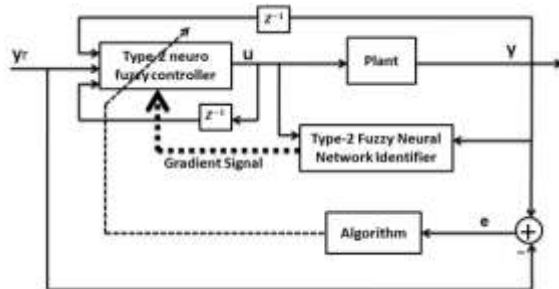 z⁻¹
yr
Type-2 neuro
fuzzy controller
u
Plant
y
z⁻¹
Gradient Signal
Type-2 Fuzzy Neural
Network Identifier
Algorithm
e
+
−